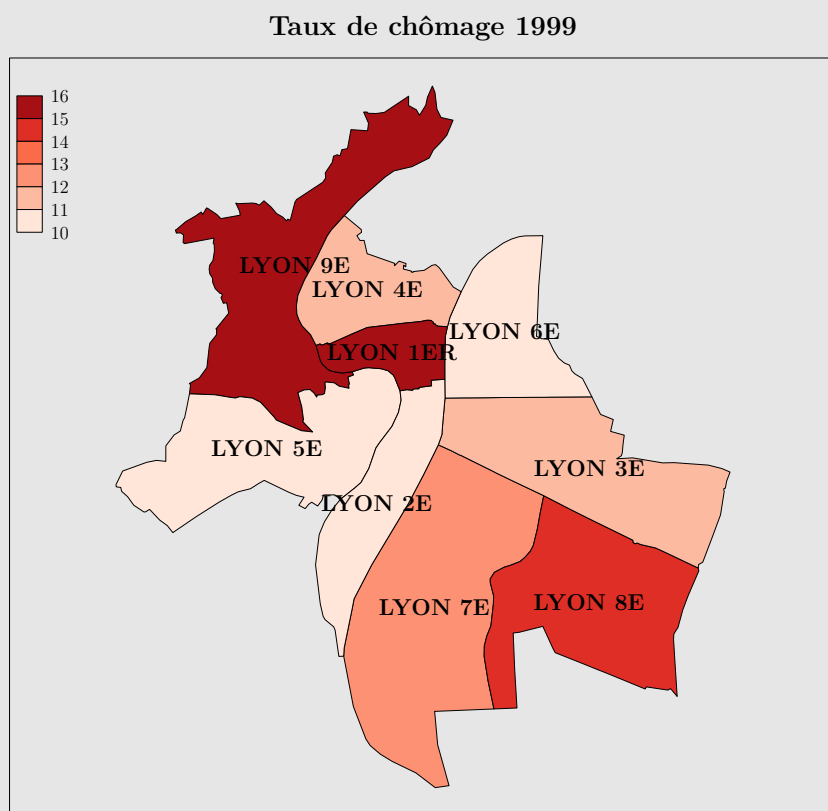 Taux de chômage 1999
16
15
14
13
12
11
10
LYON 9E
LYON 4E
LYON 6E
LYON 1ER
LYON 5E
LYON 3E
LYON 2E
LYON 8E
LYON 7E